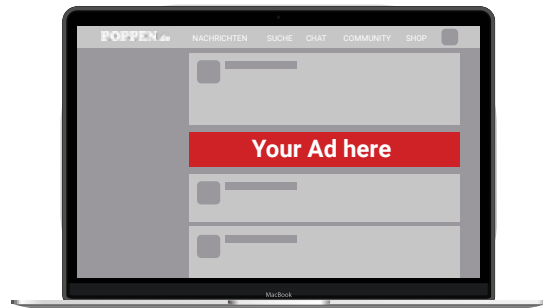 POPPEN.de NACHRICHTEN SUCHE CHAT COMMUNITY SHOP
Your Ad here
MacBook